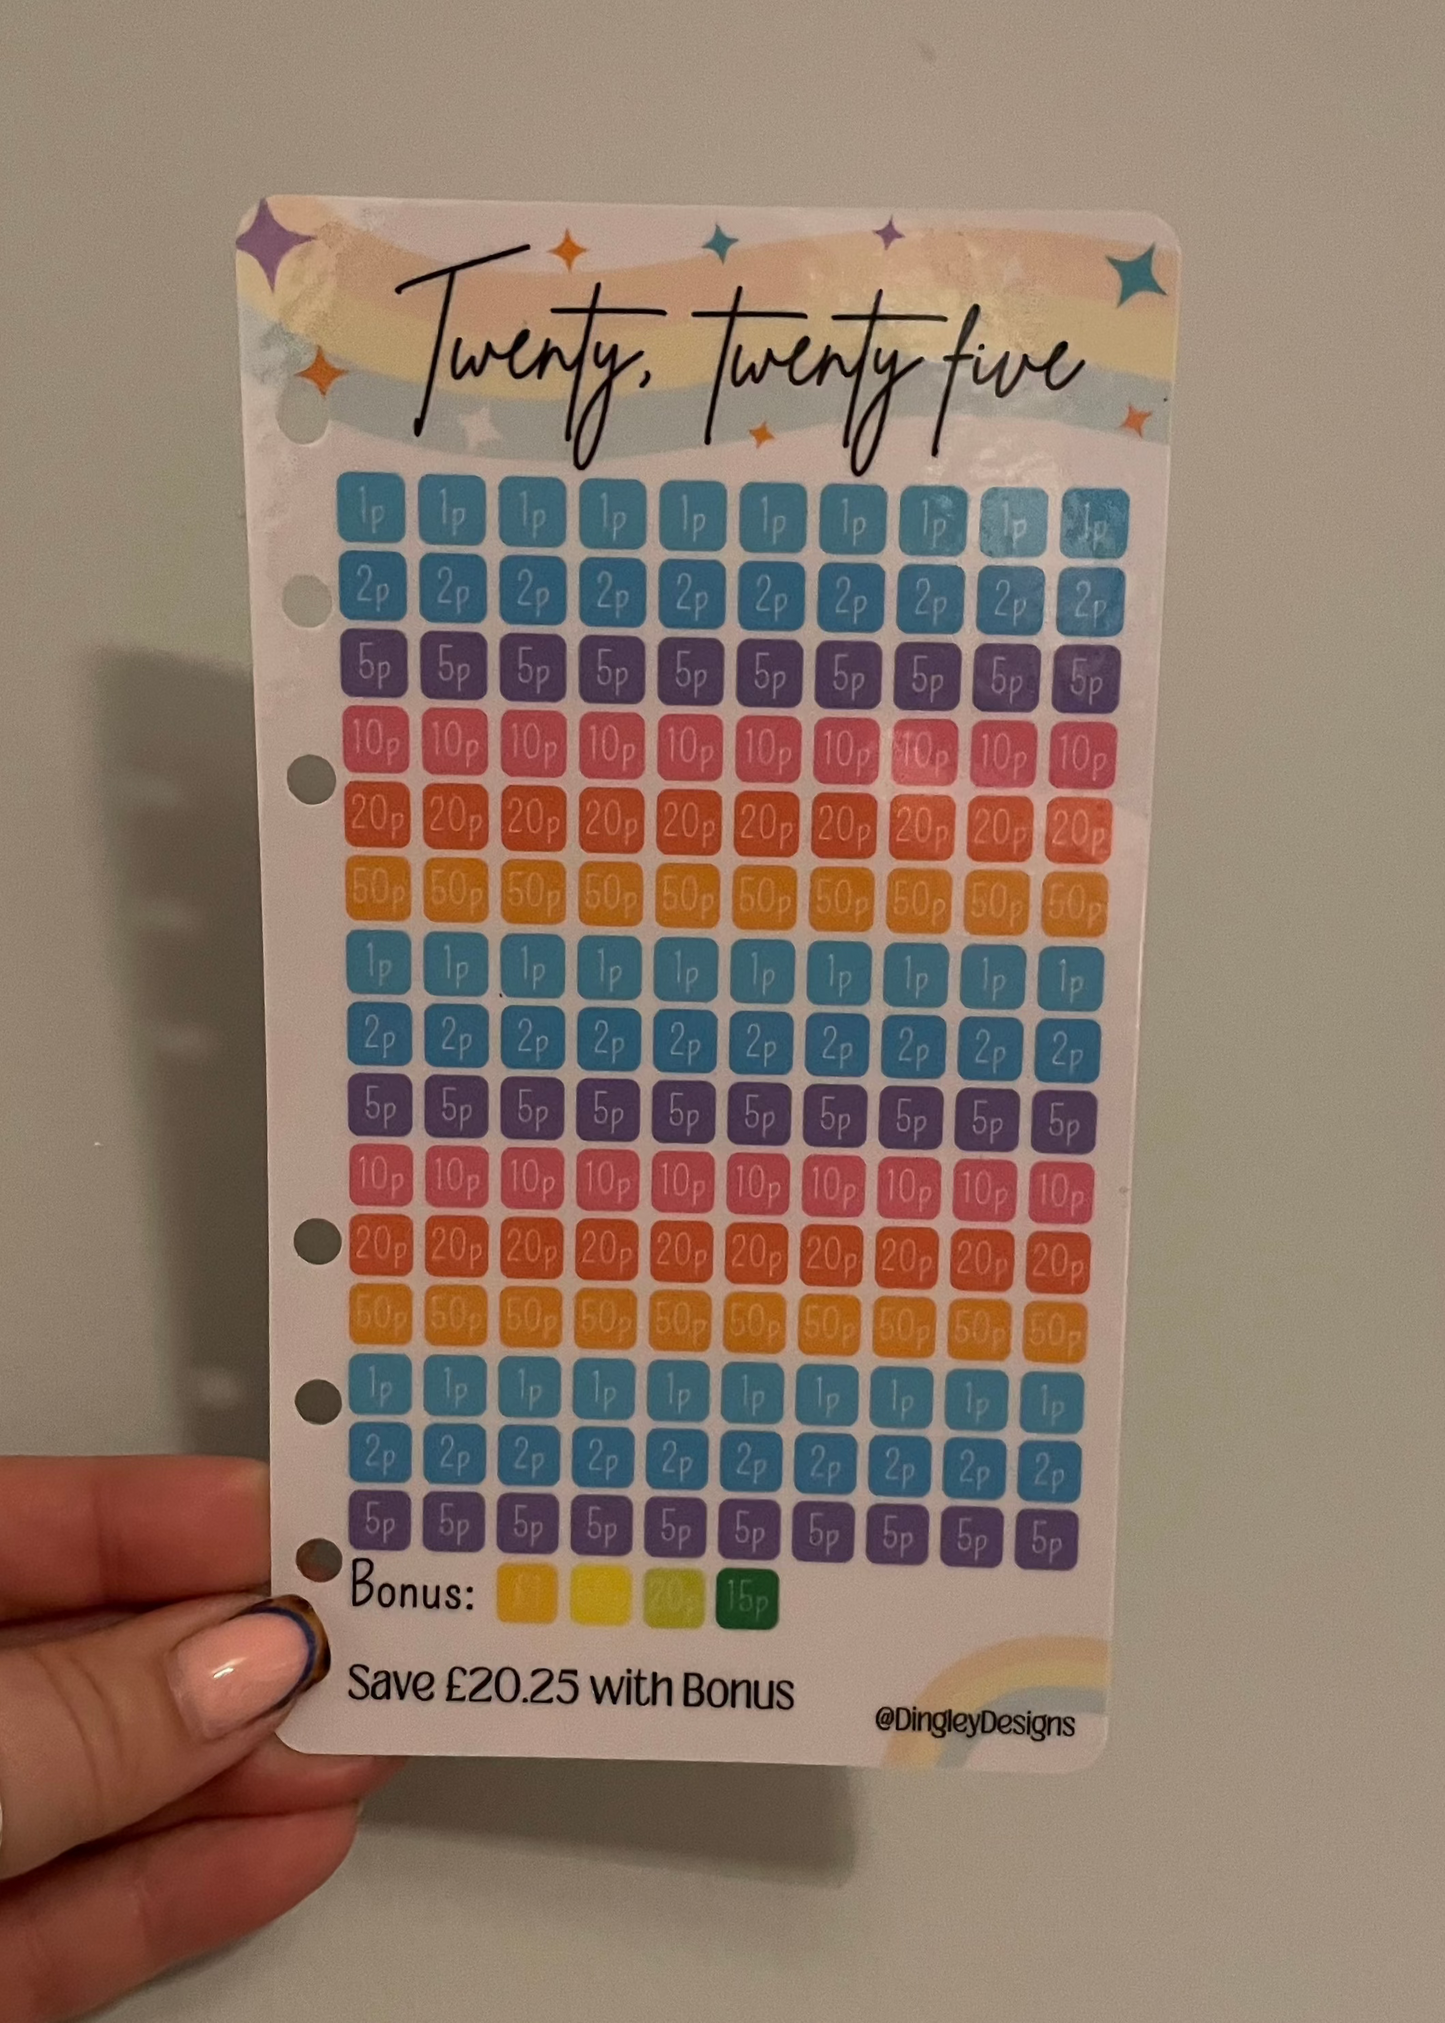 Twenty, twenty five
1p 1p 1p 1p 1p 1p 1p 1p 1p 1p
2p 2p 2p 2p 2p 2p 2p 2p 2p 2p
5p 5p 5p 5p 5p 5p 5p 5p 5p 5p
10p 10p 10p 10p 10p 10p 10p 10p 10p 10p
20p 20p 20p 20p 20p 20p 20p 20p 20p 20p
50p 50p 50p 50p 50p 50p 50p 50p 50p 50p
1p 1p 1p 1p 1p 1p 1p 1p 1p 1p
2p 2p 2p 2p 2p 2p 2p 2p 2p 2p
5p 5p 5p 5p 5p 5p 5p 5p 5p 5p
10p 10p 10p 10p 10p 10p 10p 10p 10p 10p
20p 20p 20p 20p 20p 20p 20p 20p 20p 20p
50p 50p 50p 50p 50p 50p 50p 50p 50p 50p
1p 1p 1p 1p 1p 1p 1p 1p 1p 1p
2p 2p 2p 2p 2p 2p 2p 2p 2p 2p
5p 5p 5p 5p 5p 5p 5p 5p 5p 5p
Bonus: £1 20p 15p
Save £20.25 with Bonus
@DingleyDesigns